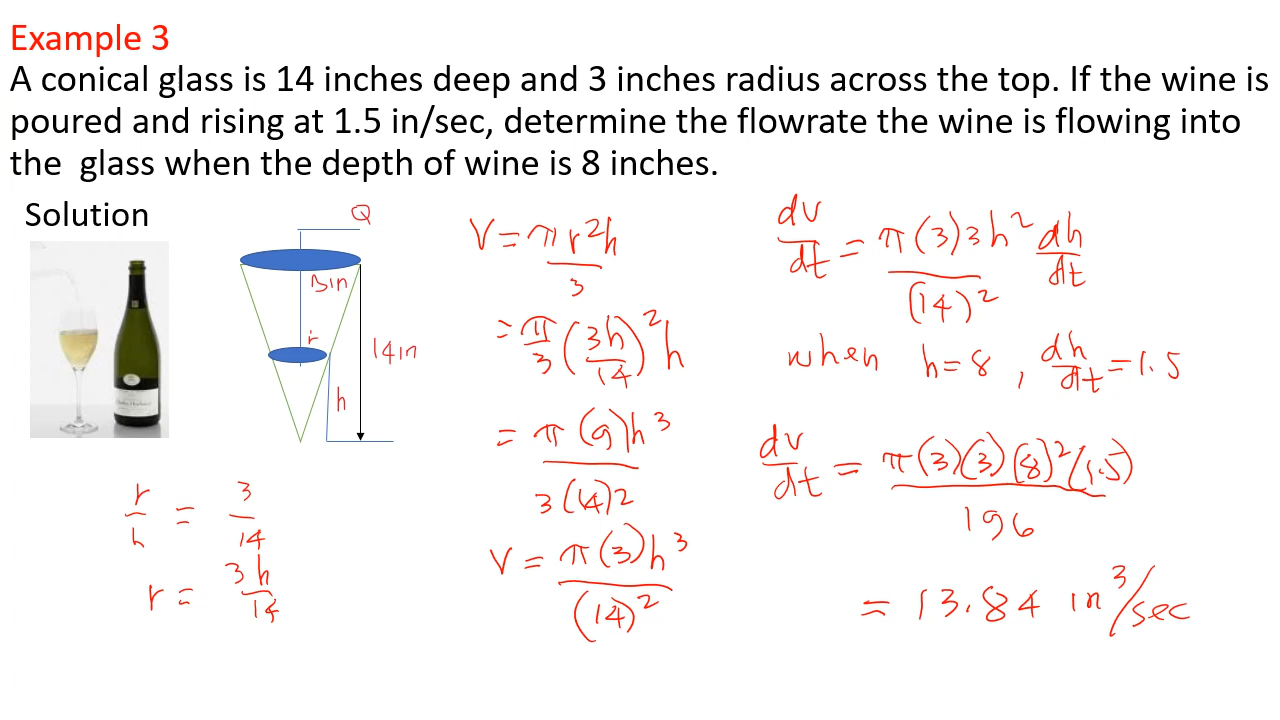 Example 3
A conical glass is 14 inches deep and 3 inches radius across the top. If the wine is
poured and rising at 1.5 in/sec, determine the flowrate the wine is flowing into
the  glass when the depth of wine is 8 inches.
Solution
Q
3in
r
14in
h
r/h = 3/14
r = 3h/14
V = πr²h/3
= π/3 (3h/14)² h
= π(9)h³/3(14)2
V = π(3)h³/(14)²
dv/dt = π(3)3h²/(14)² dh/dt
when h=8 , dh/dt = 1.5
dv/dt = π(3)(3)(8)²(1.5)/196
= 13.84 in³/sec